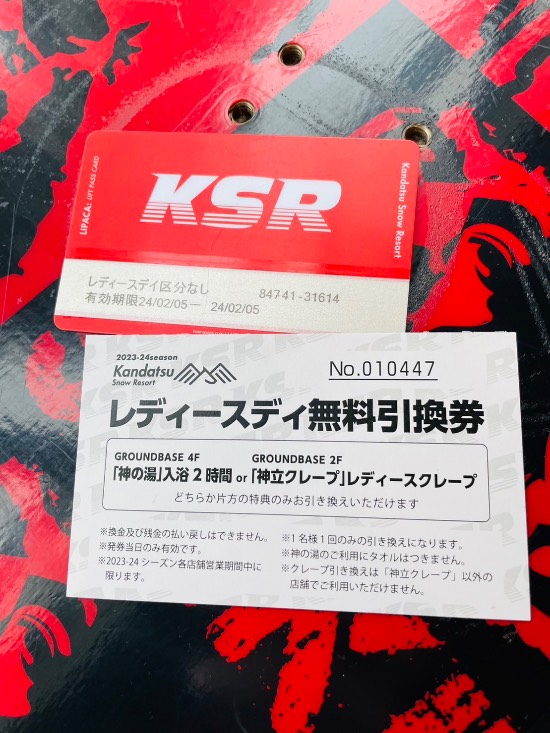 KSR
LIPACA: LIFT PASS CARD
Kandatsu Snow Resort
レディースデイ区分なし
84741-31614
有効期限24/02/05－ 24/02/05
2023-24season
Kandatsu
Snow Resort
No.010447
レディースディ無料引換券
GROUNDBASE 4F
GROUNDBASE 2F
「神の湯」入浴2時間 or 「神立クレープ」レディースクレープ
どちらか片方の特典のみお引き換えいただけます
※換金及び残金の払い戻しはできません。
※発券当日のみ有効です。
※2023-24 シーズン各店舗営業期間中に
限ります。
※1名様1回のみの引き換えになります。
※神の湯のご利用にタオルはつきません。
※クレープ引換えは「神立クレープ」以外の
店舗でご利用いただけません。